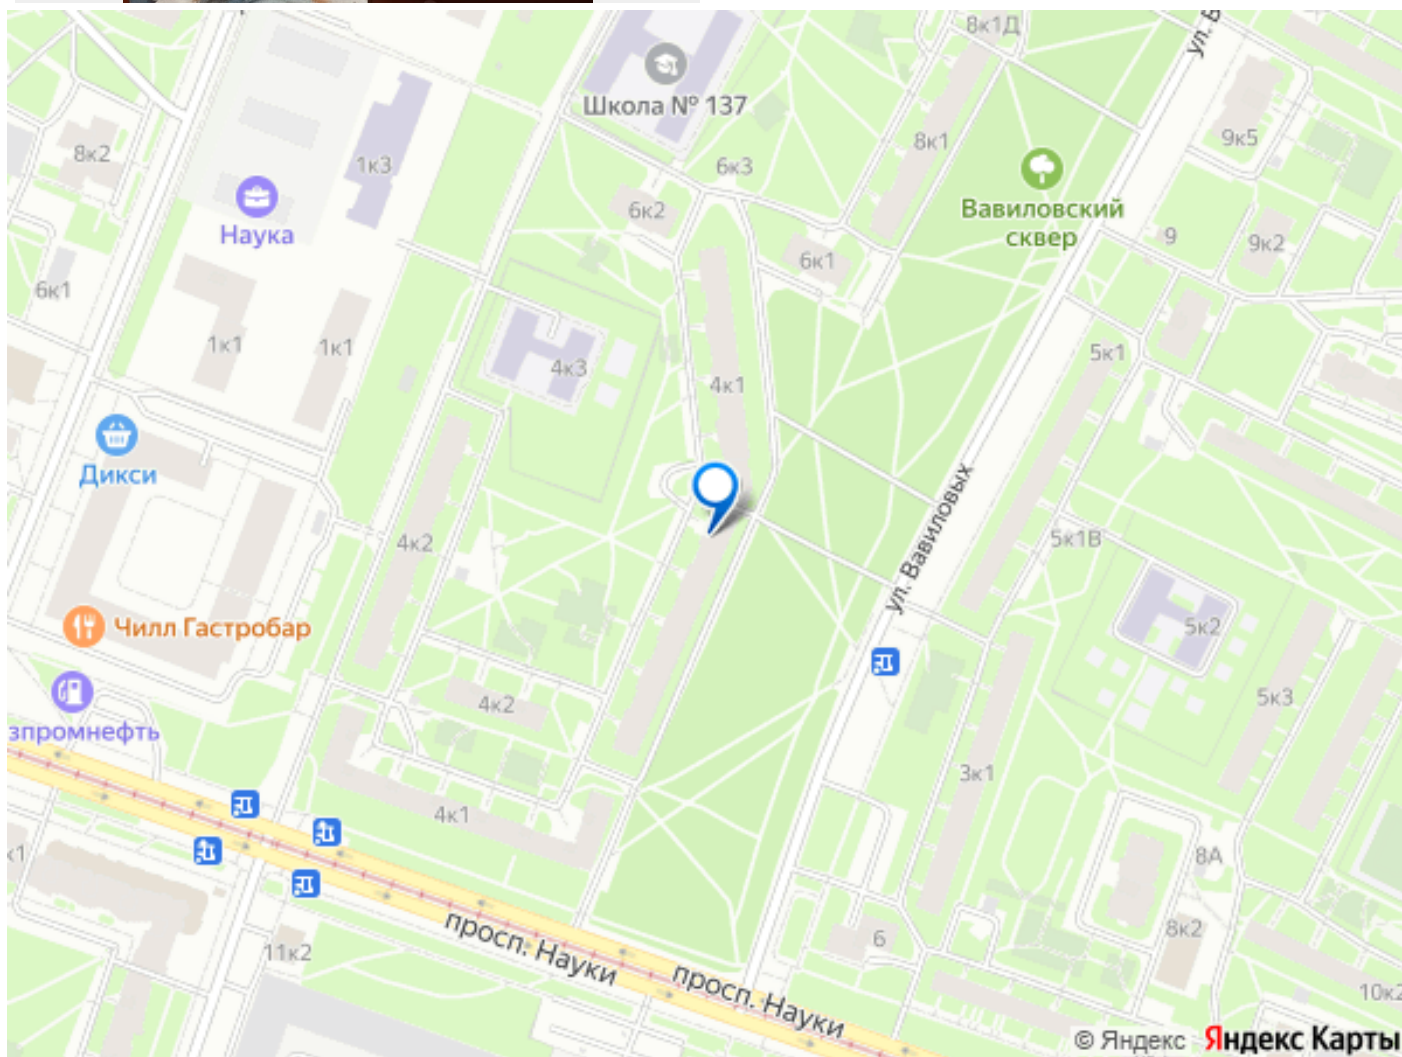 8к1Д
ул. В
Школа № 137
8к2
1к3
8к1
9к5
6к3
Наука
6к2
Вавиловский
сквер
9
9к2
6к1
6к1
1к1
1к1
4к3
4к1
5к1
Дикси
ул. Вавиловых
4к2
5к1В
Чилл Гастробар
5к2
зпромнефть
4к2
5к3
3к1
4к1
к1
8А
просп. Науки
11к2
6
8к2
просп. Науки
10к2
© Яндекс Яндекс Карты